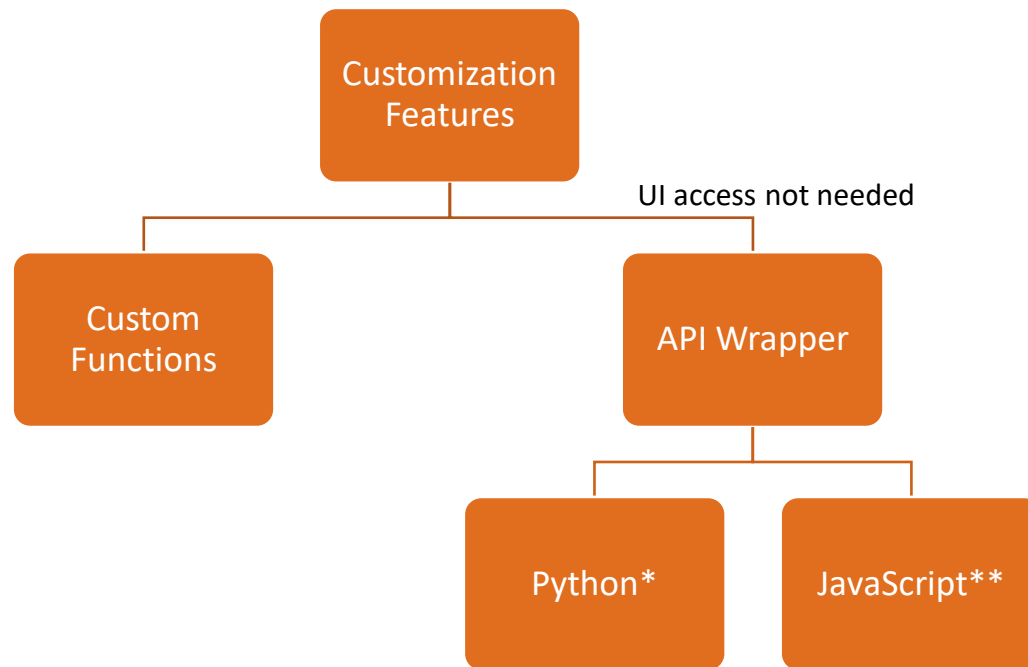 Customization
Features
UI access not needed
Custom
Functions
API Wrapper
Python*
JavaScript**